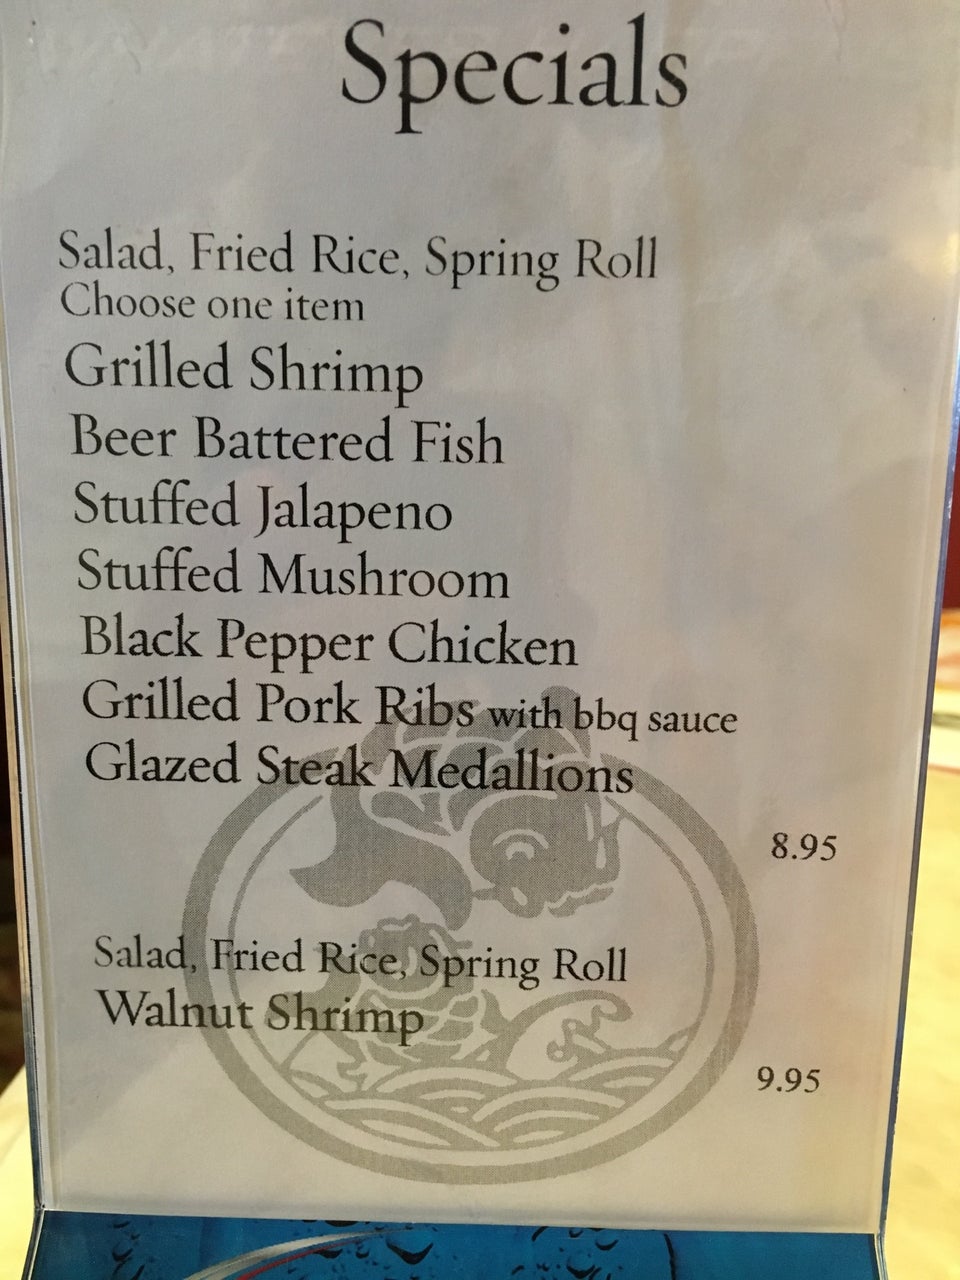 Specials
Salad, Fried Rice, Spring Roll
Choose one item
Grilled Shrimp
Beer Battered Fish
Stuffed Jalapeno
Stuffed Mushroom
Black Pepper Chicken
Grilled Pork Ribs with bbq sauce
Glazed Steak Medallions
8.95
Salad, Fried Rice, Spring Roll
Walnut Shrimp
9.95